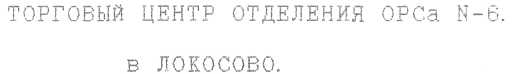 ТОРГОВЫЙ ЦЕНТР ОТДЕЛЕНИЯ ОРСа N-6.
в ЛОКОСОВО.